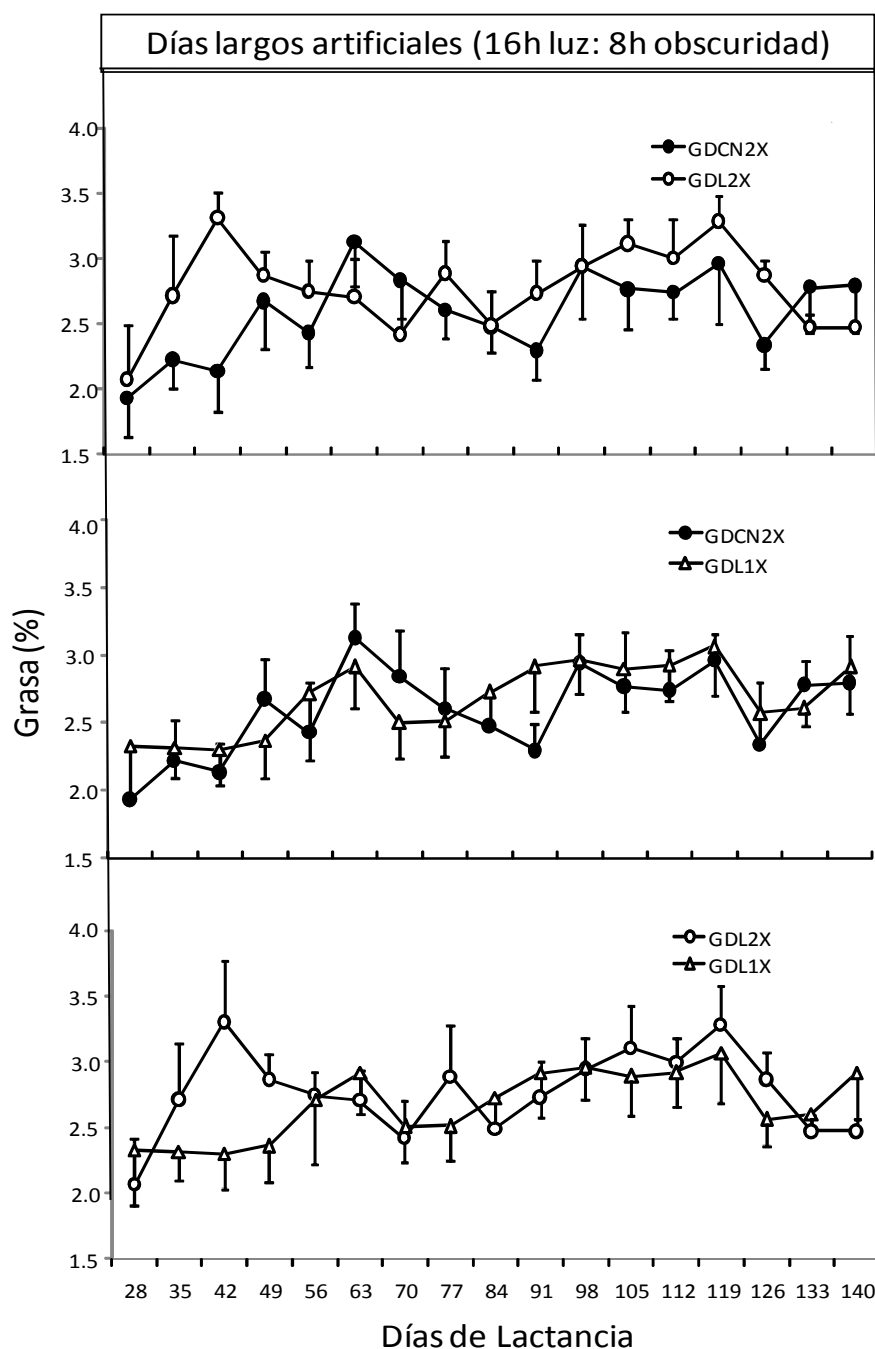 Días largos artificiales (16h luz: 8h obscuridad)
4.0
3.5
3.0
2.5
2.0
1.5
GDCN2X
GDL2X
Grasa (%)
4.0
3.5
3.0
2.5
2.0
1.5
GDCN2X
GDL1X
4.0
3.5
3.0
2.5
2.0
1.5
GDL2X
GDL1X
28 35 42 49 56 63 70 77 84 91 98 105 112 119 126 133 140
Días de Lactancia